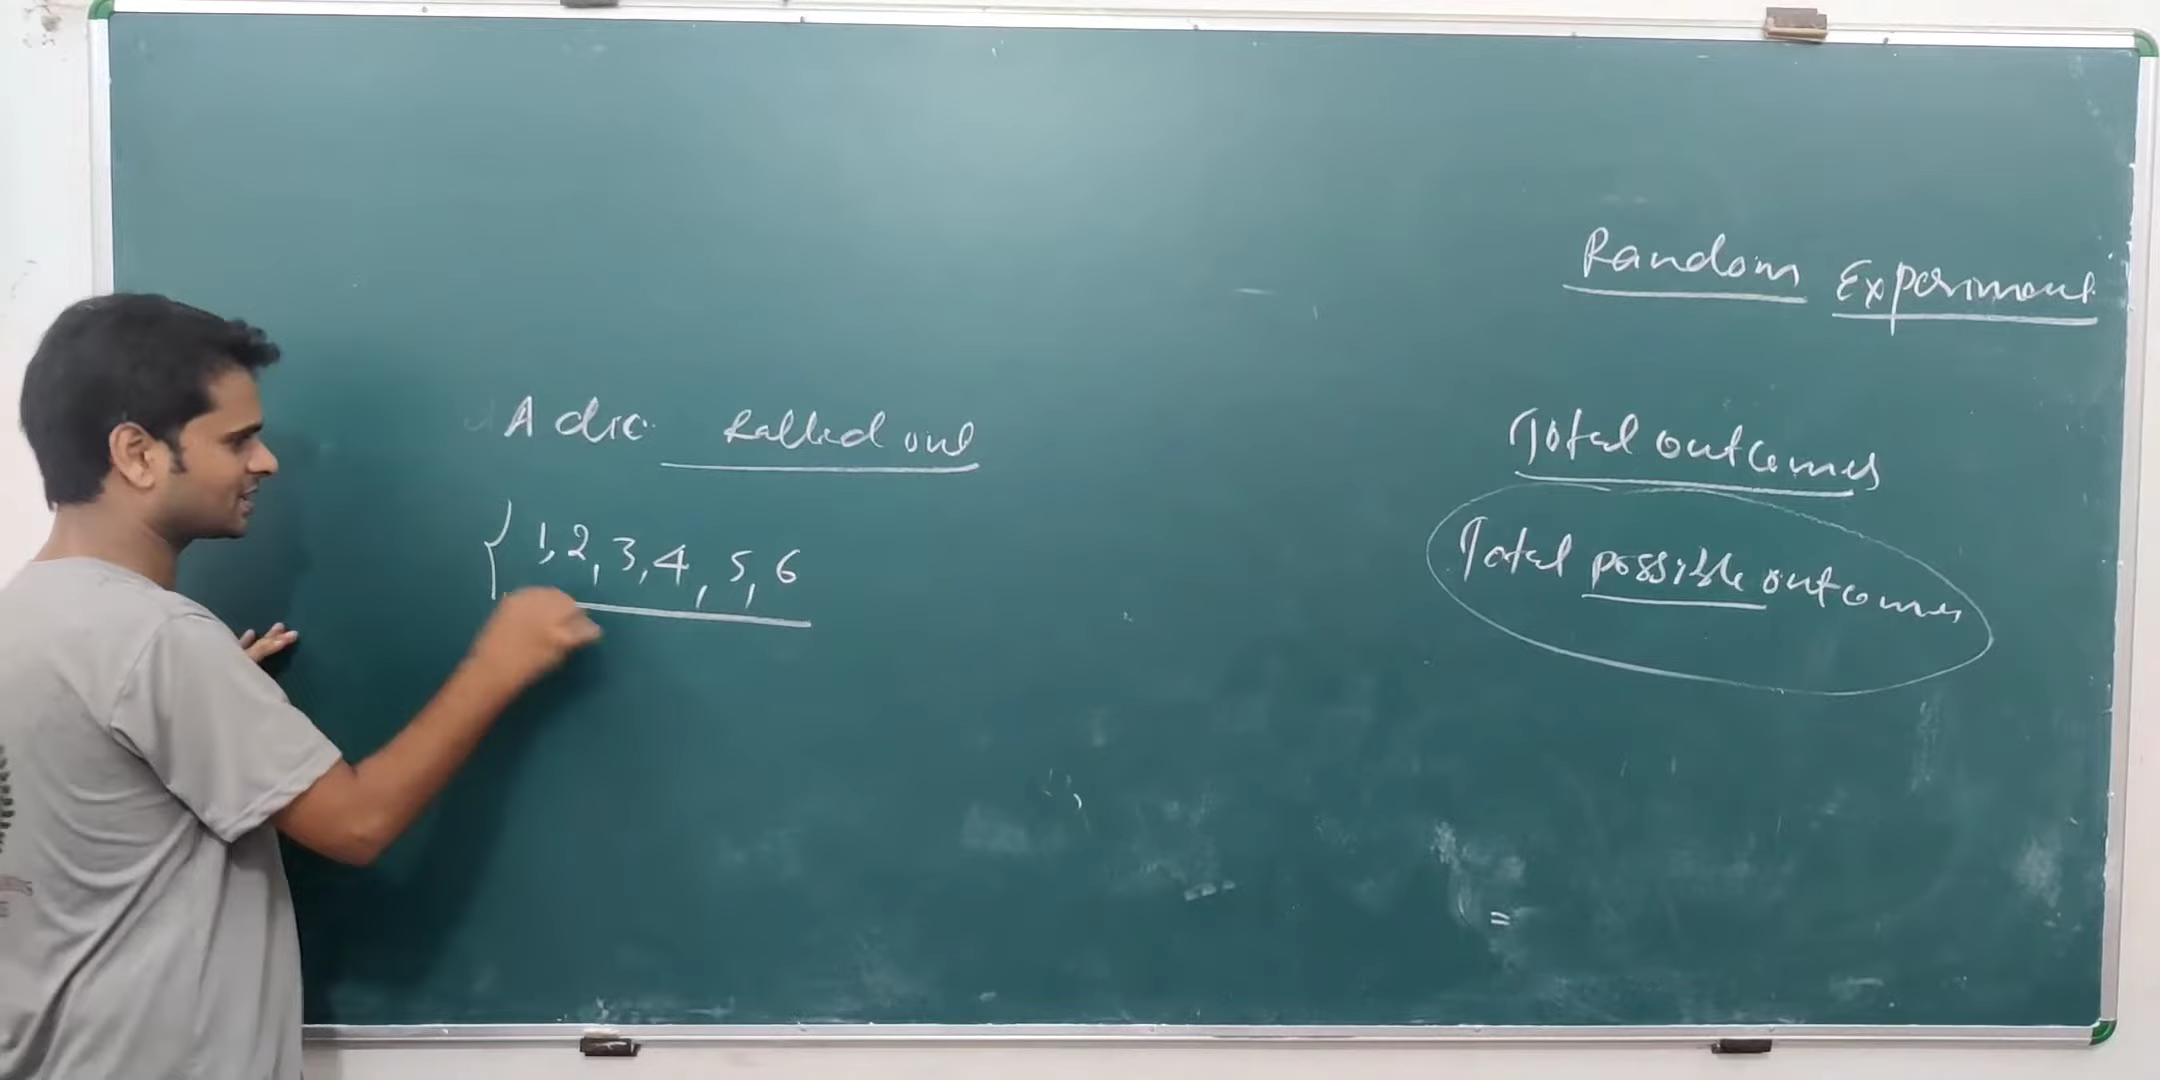 Random Experiment
A die Rolled out
Total outcomes
{ 1, 2, 3, 4, 5, 6
Total possible outcomes
=